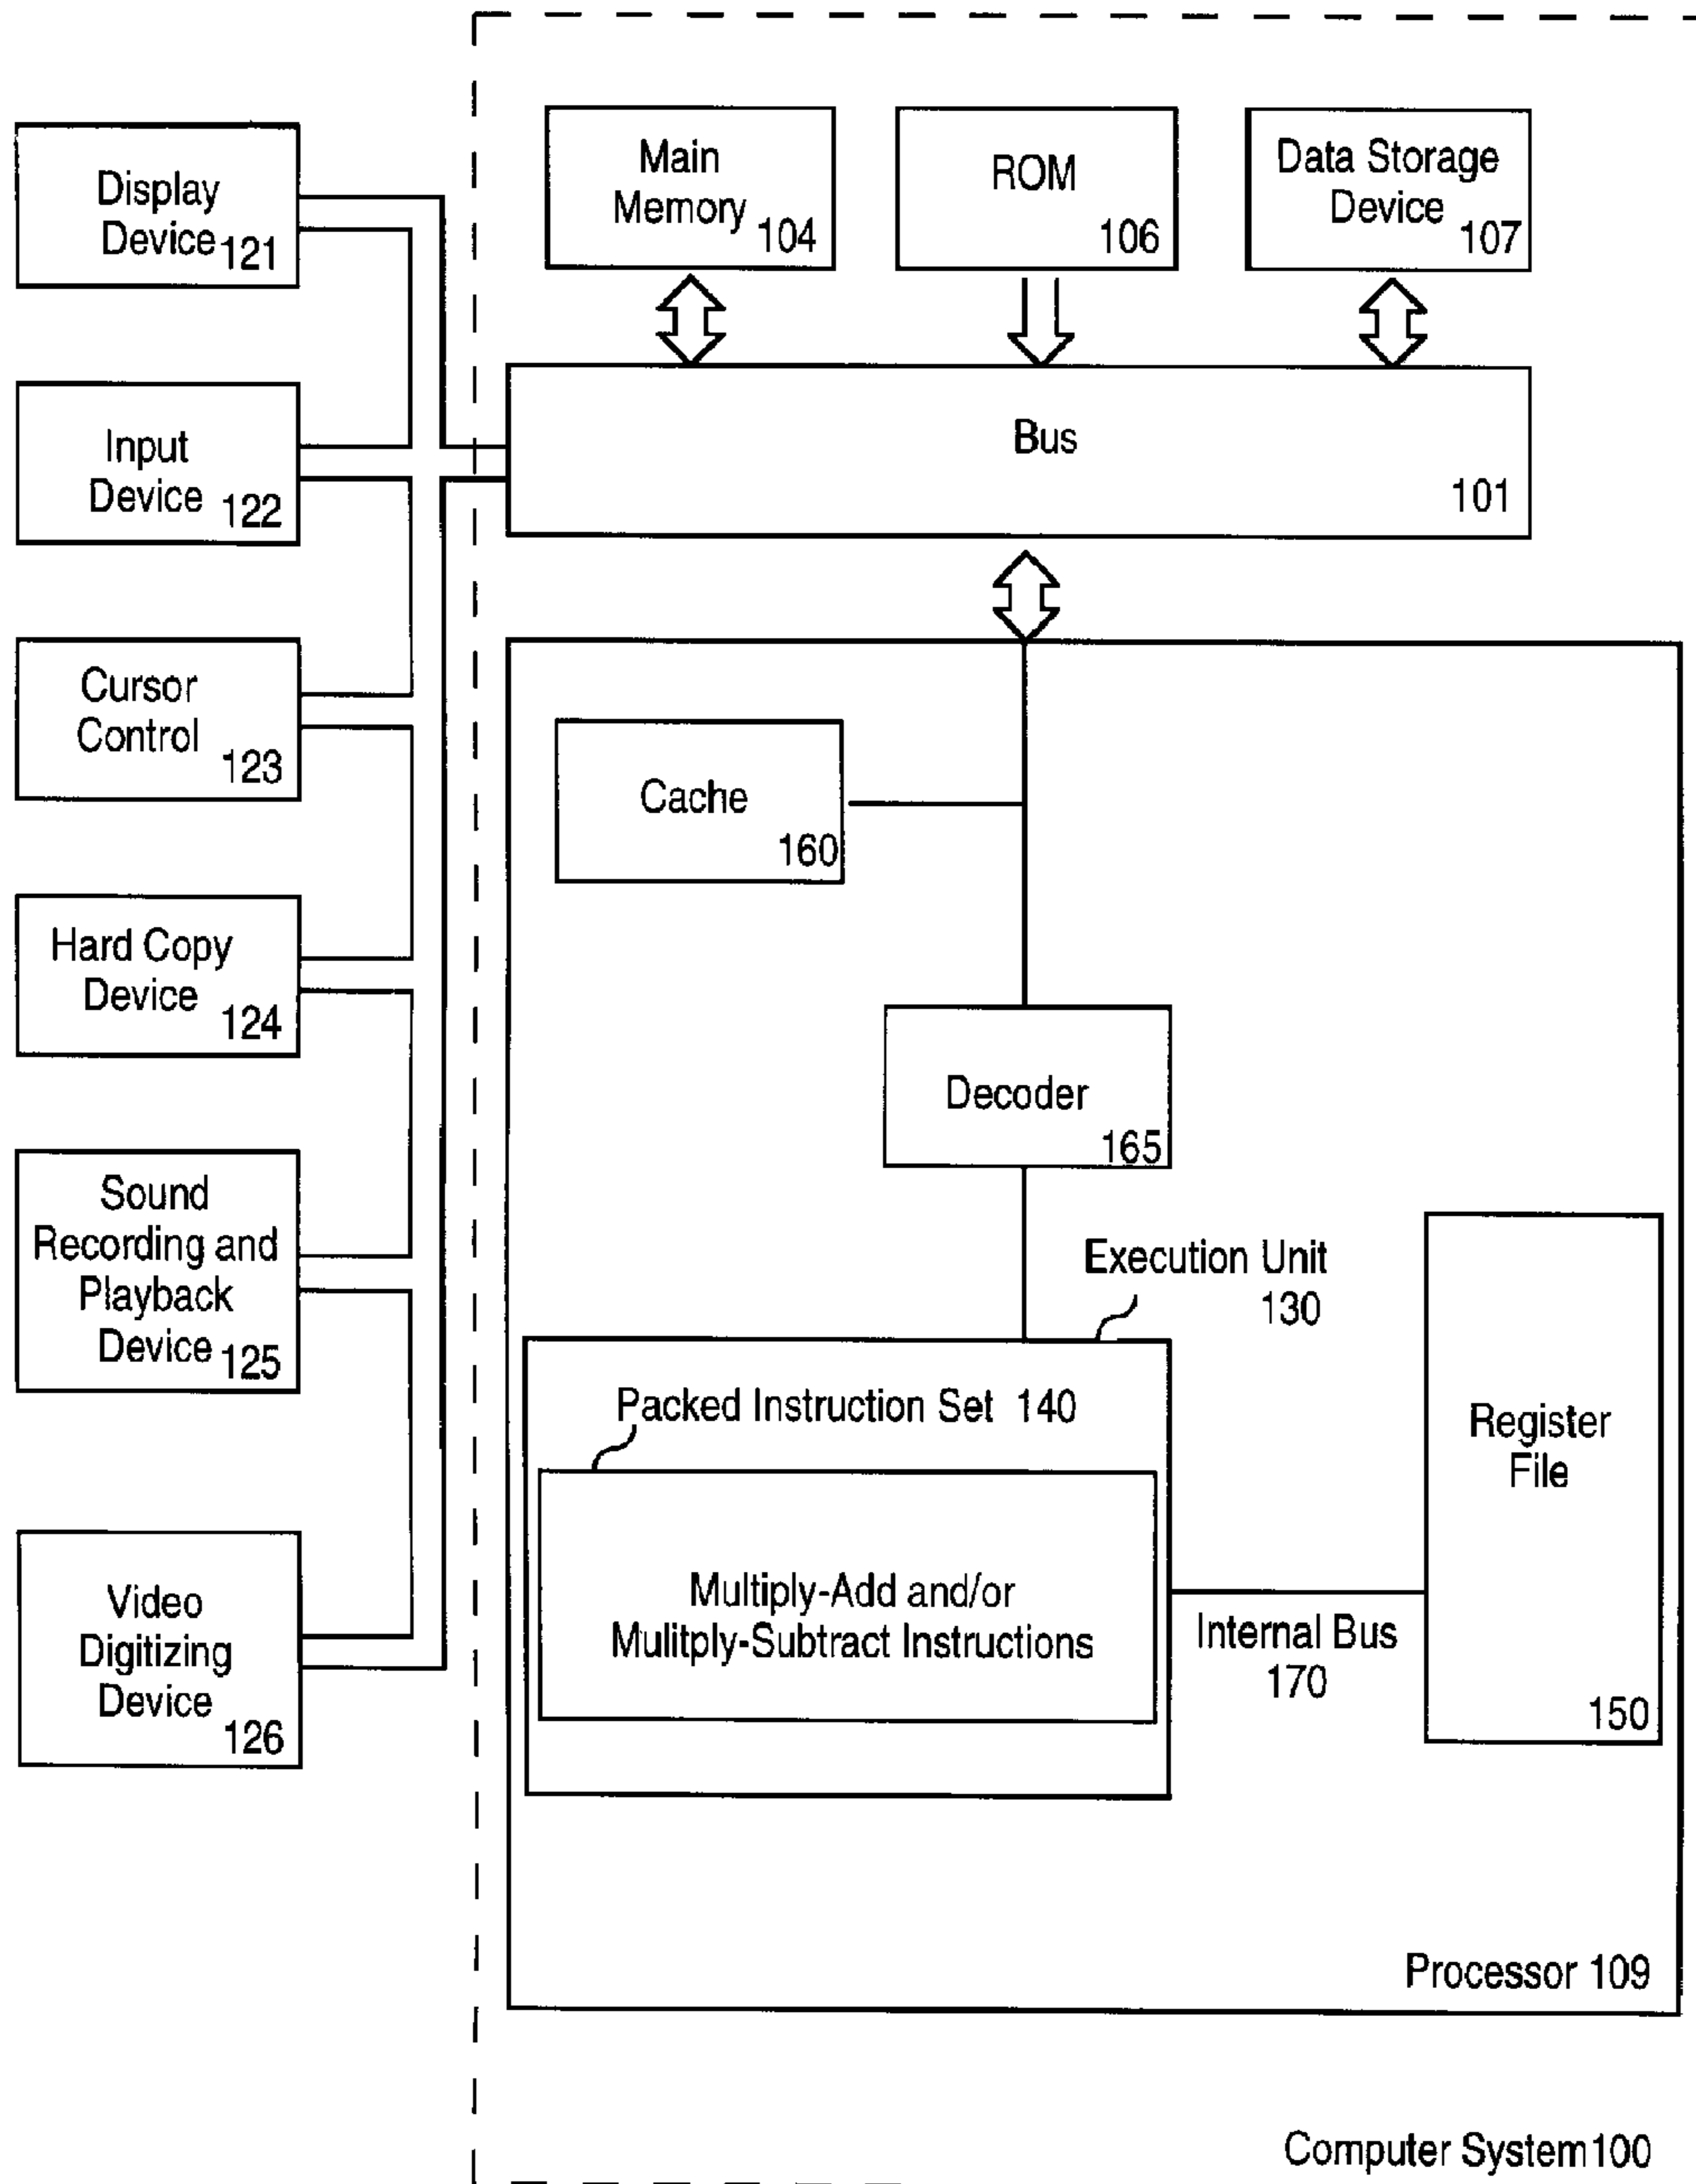 Display
Device 121
Input
Device 122
Cursor
Control
123
Hard Copy
Device
124
Sound
Recording and
Playback
Device 125
Video
Digitizing
Device
126
Main
Memory 104
ROM
106
Data Storage
Device
107
Bus
101
Cache
160
Decoder
165
Execution Unit
130
Packed Instruction Set 140
Multiply-Add and/or
Mulitply-Subtract Instructions
Internal Bus
170
Register
File
150
Processor 109
Computer System100